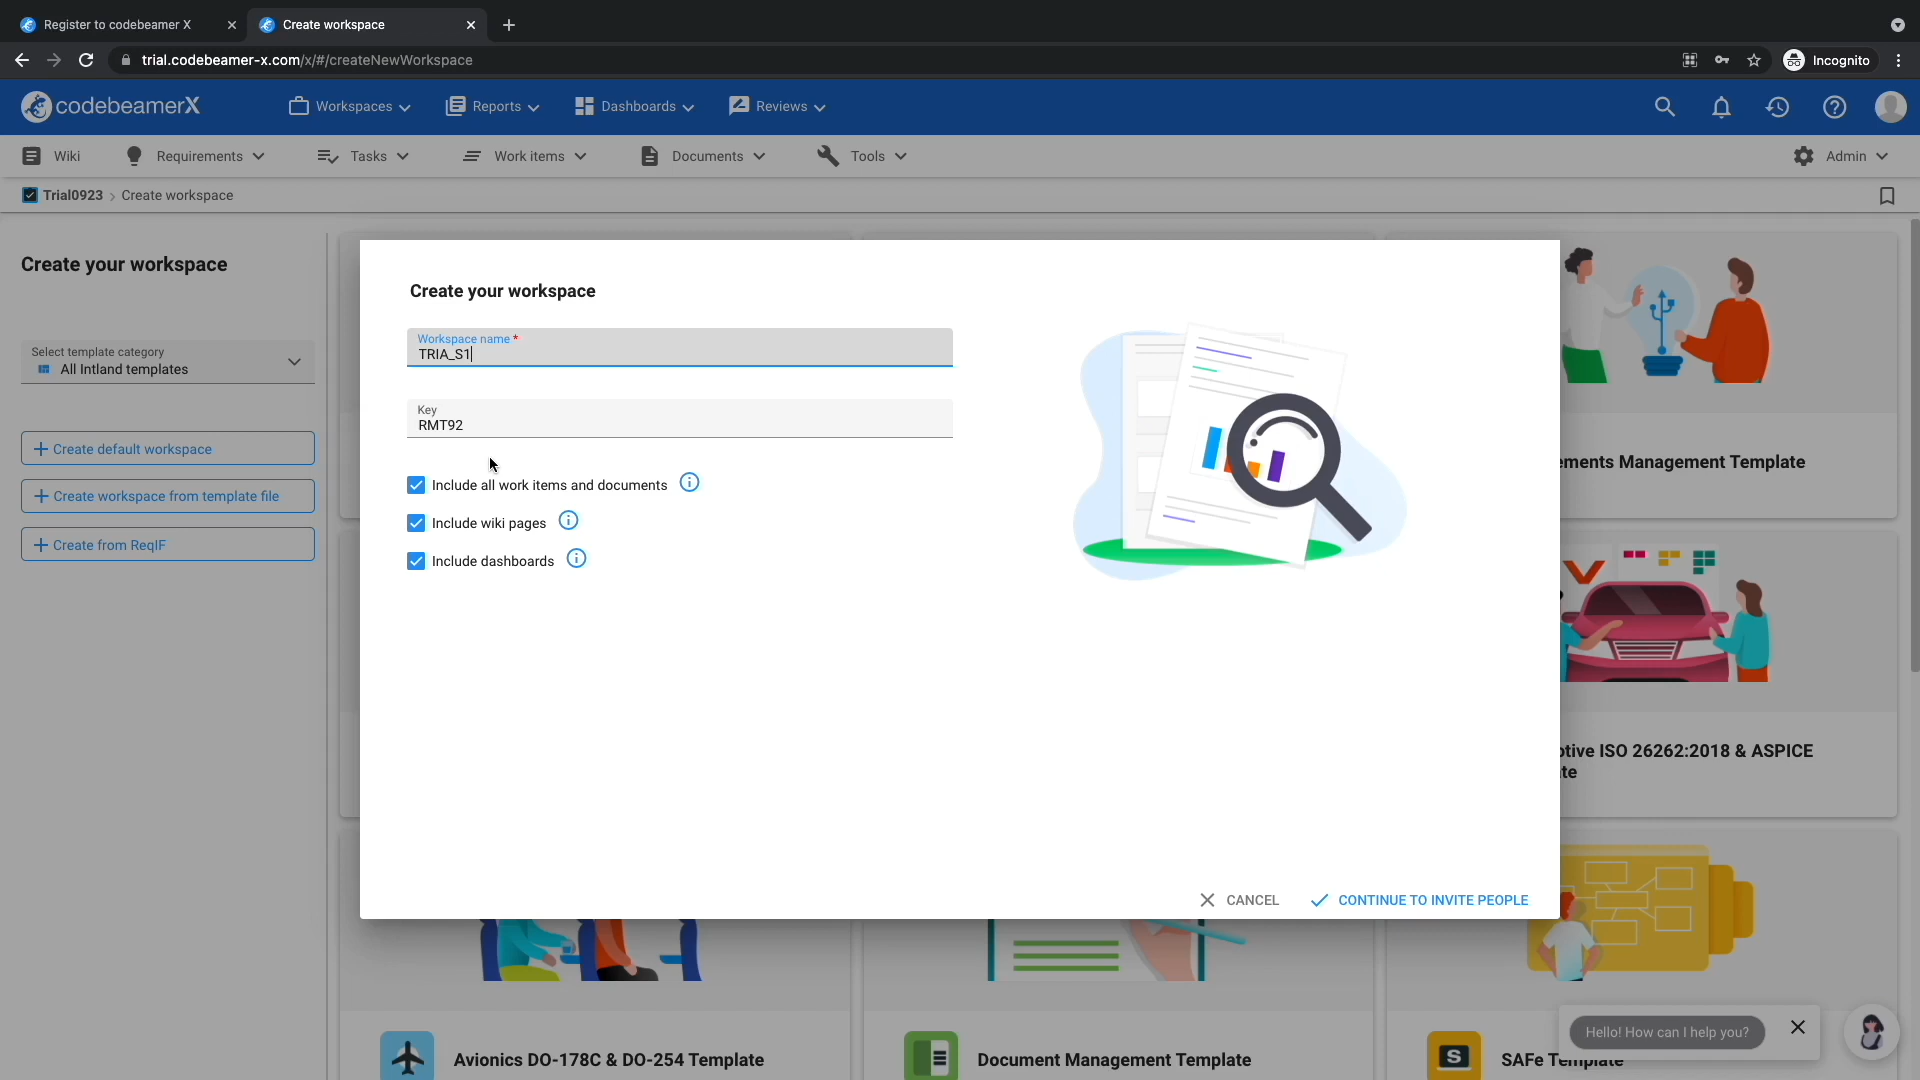 Register to codebeamer X
Create workspace
trial.codebeamer-x.com/x/#/createNewWorkspace
Incognito
codebeamerX
Workspaces
Reports
Dashboards
Reviews
Wiki
Requirements
Tasks
Work items
Documents
Tools
Admin
Trial0923 > Create workspace
Create your workspace
Select template category
All Intland templates
+ Create default workspace
+ Create workspace from template file
+ Create from ReqIF
Create your workspace
Workspace name *
TRIA_S1
Key
RMT92
Include all work items and documents
Include wiki pages
Include dashboards
CANCEL
CONTINUE TO INVITE PEOPLE
Management Template
ISO 26262:2018 & ASPICE
Avionics DO-178C & DO-254 Template
Document Management Template
S
SAFe Template
Hello! How can I help you?